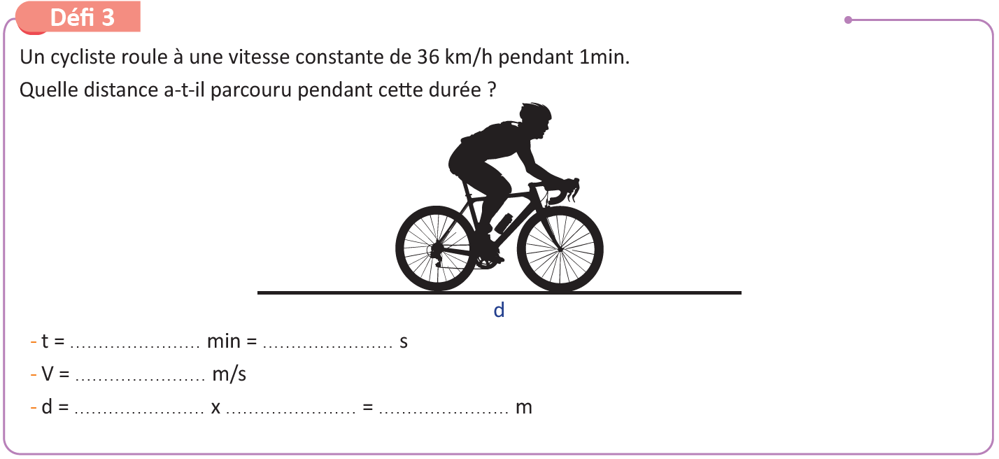 Défi 3
Un cycliste roule à une vitesse constante de 36 km/h pendant 1min.
Quelle distance a-t-il parcouru pendant cette durée ?
d
- t = ....................... min = ....................... s
- V = ....................... m/s
- d = ....................... x ....................... = ....................... m